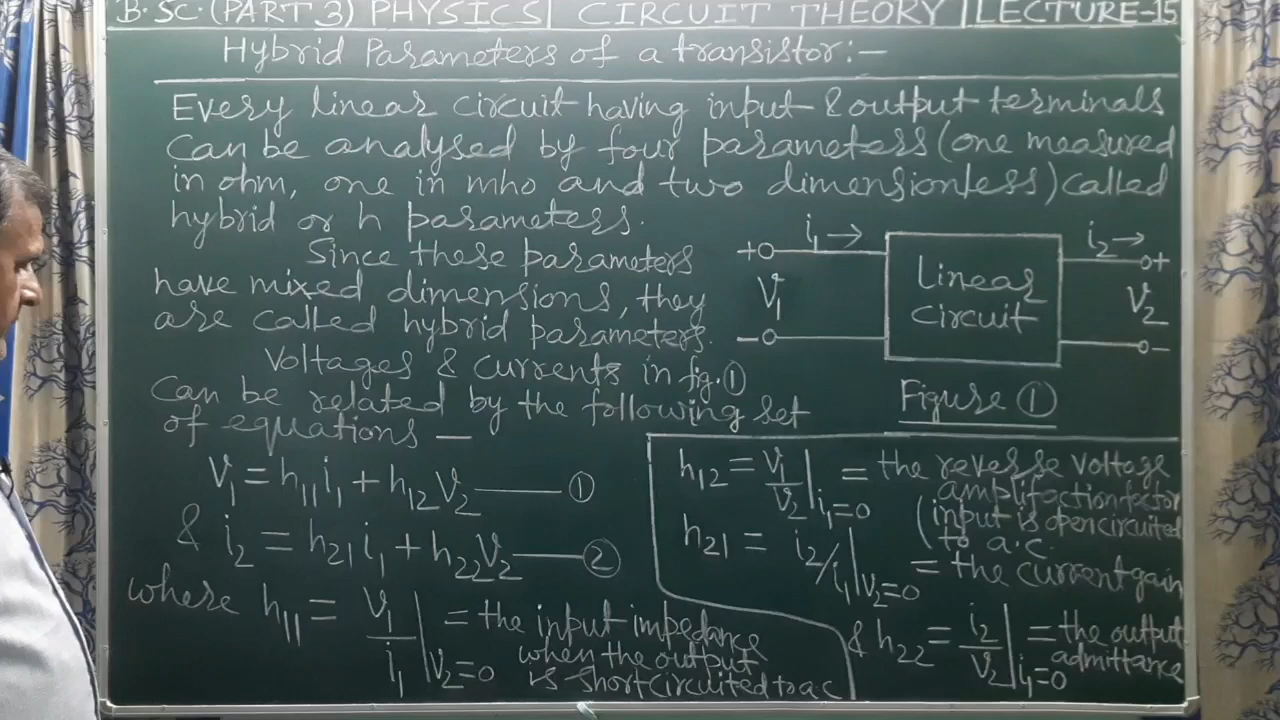 B.SC.(PART 3) PHYSICS | CIRCUIT THEORY | LECTURE-15
Hybrid Parameters of a transistor:-
Every linear circuit having input & output terminals
can be analysed by four parameters (one measured
in ohm, one in mho and two dimensionless) called
hybrid or h parameters.
Since these parameters
have mixed dimensions, they
are called hybrid parameters.
Voltages & currents in fig. ①
can be related by the following set
of equations —
V₁ = h₁₁ i₁ + h₁₂ V₂ — ①
& i₂ = h₂₁ i₁ + h₂₂ V₂ — ②
where h₁₁ = V₁/i₁ | V₂=0 = the input impedance
when the output
is short circuited to ac
i₁ → i₂ →
+ Linear +
V₁ circuit V₂
- -
Figure ①
h₁₂ = V₁/V₂ | i₁=0 = the reverse voltage
amplifaction factor
(input is open circuited
to a.c.
h₂₁ = i₂/i₁ | V₂=0 = the current gain
& h₂₂ = i₂/V₂ | i₁=0 = the output
admittance